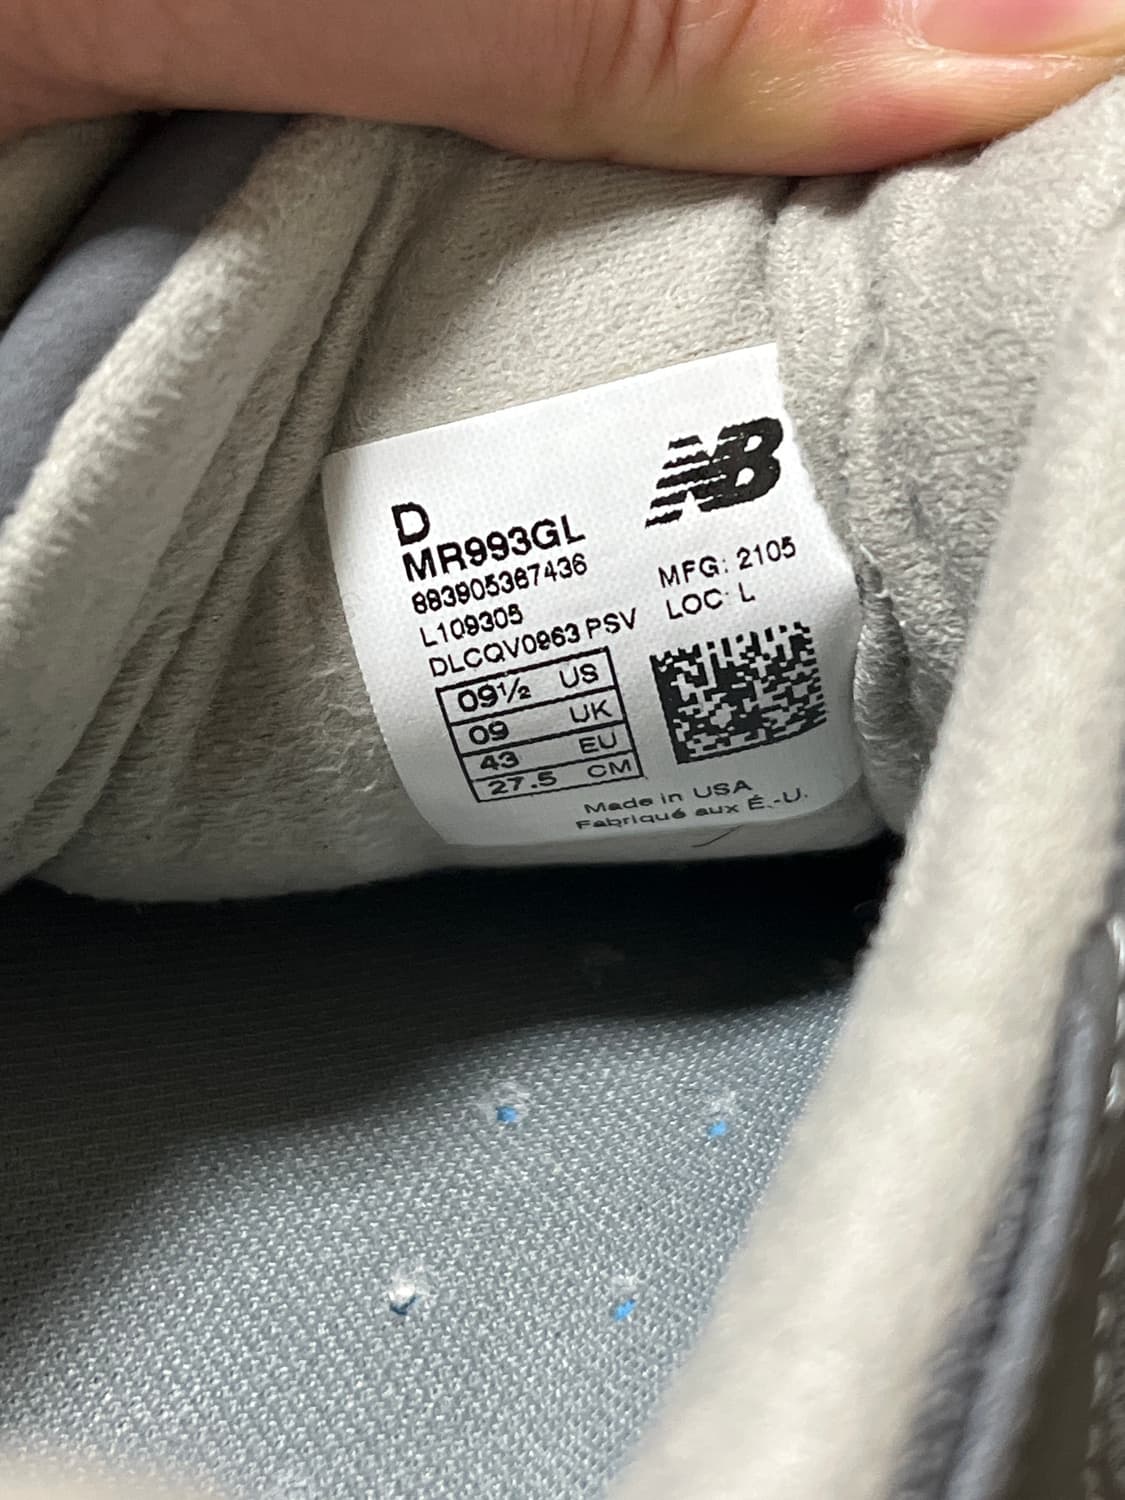 NB
D
MR993GL
883905367436
L109305
DLCQV0963 PSV
MFG: 2105
LOC: L
09½ US
09 UK
43 EU
27.5 CM
Made in USA
Fabriqué aux É.-U.